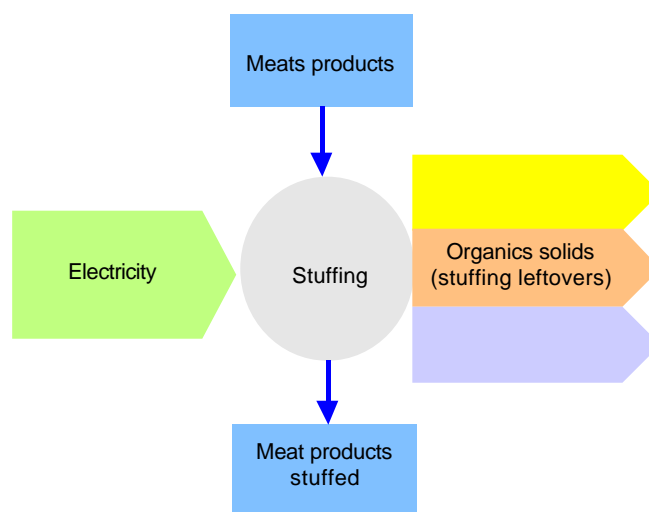 Meats products
Electricity
Stuffing
Organics solids
(stuffing leftovers)
Meat products
stuffed